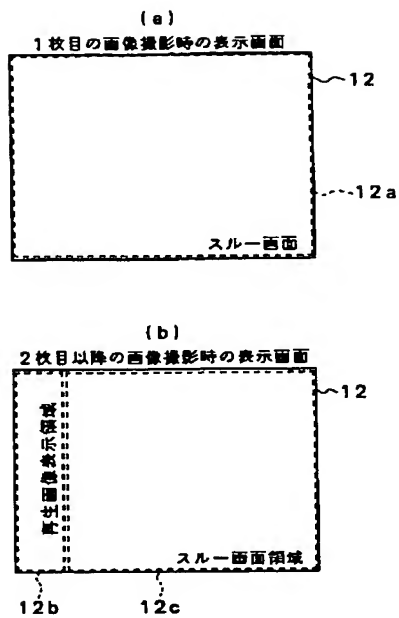 (a)
1枚目の画像撮影時の表示画面
12
12a
スルー画面
(b)
2枚目以降の画像撮影時の表示画面
12
再生画像表示領域
スルー画面領域
12b
12c